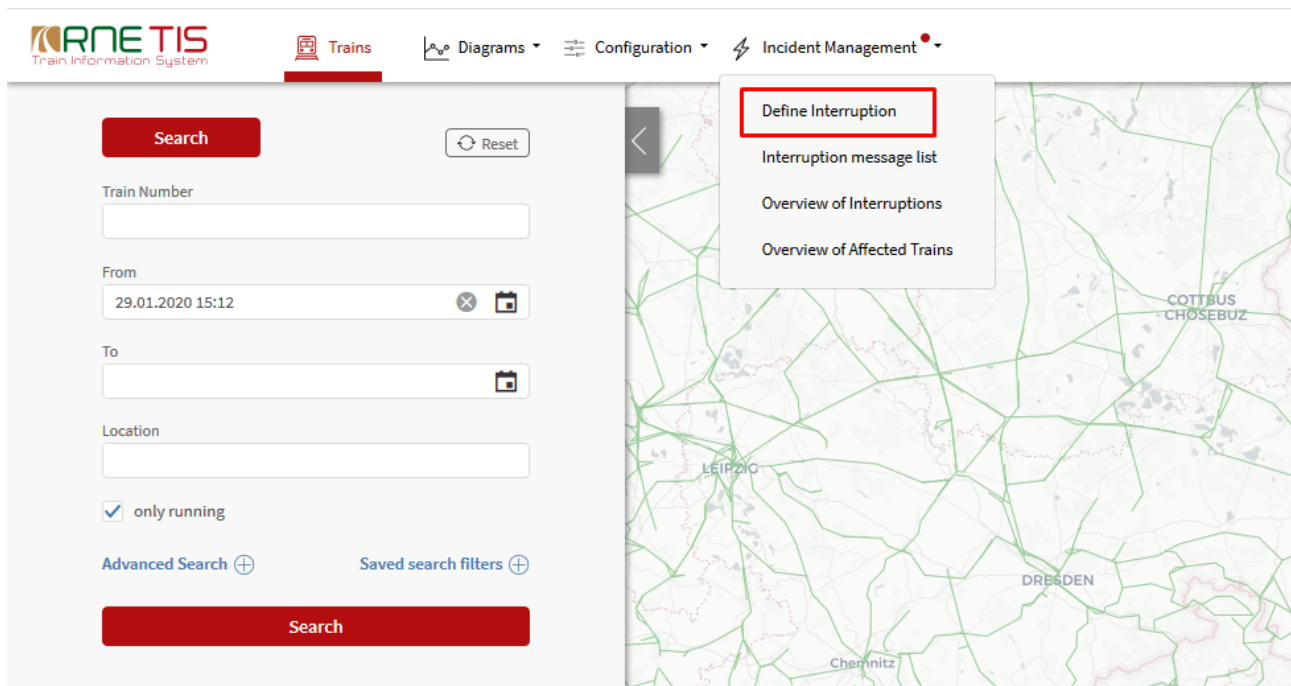 RNE TIS
Train Information System
Trains
Diagrams
Configuration
Incident Management
Define Interruption
Interruption message list
Overview of Interruptions
Overview of Affected Trains
Search
Reset
Train Number
From
29.01.2020 15:12
To
Location
only running
Advanced Search
Saved search filters
Search
COTTBUS
- CHÓSEBUZ
LEIPZIG
DRESDEN
Chemnitz